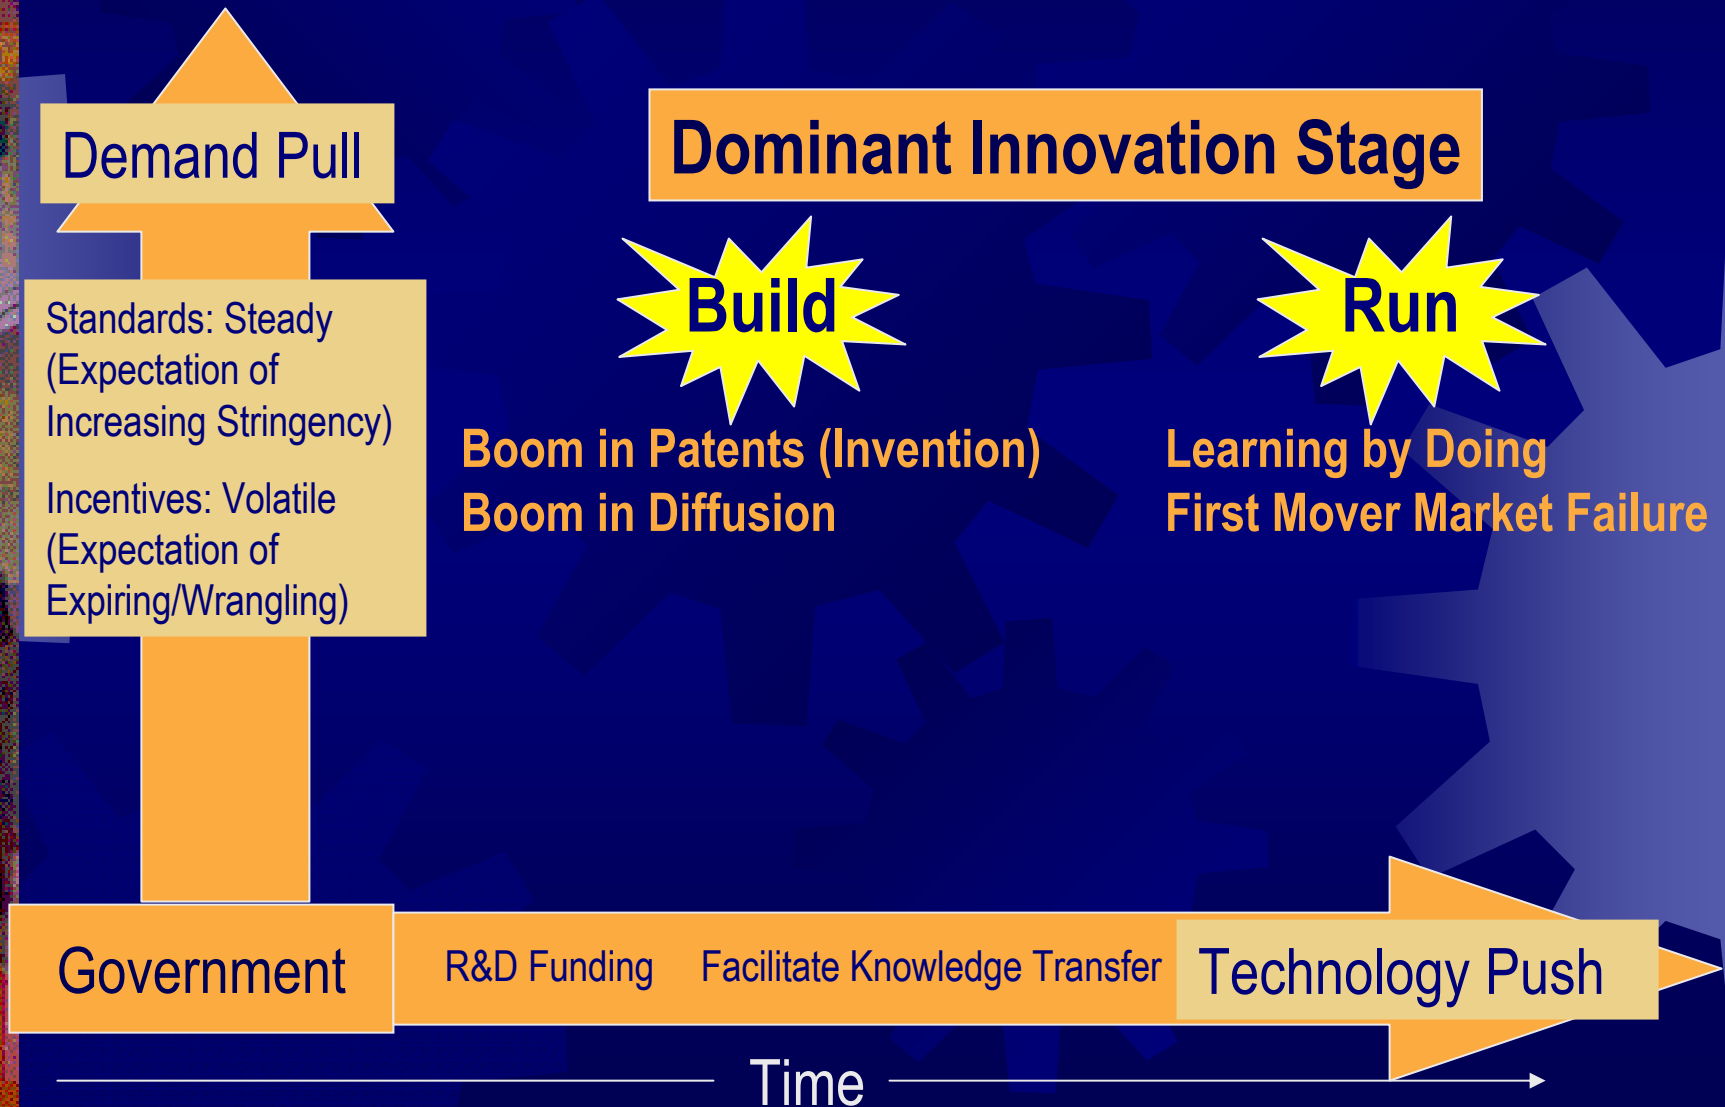 Demand Pull
Dominant Innovation Stage
Build
Run
Standards: Steady
(Expectation of
Increasing Stringency)
Incentives: Volatile
(Expectation of
Expiring/Wrangling)
Boom in Patents (Invention)
Boom in Diffusion
Learning by Doing
First Mover Market Failure
Government
R&D Funding
Facilitate Knowledge Transfer
Technology Push
Time